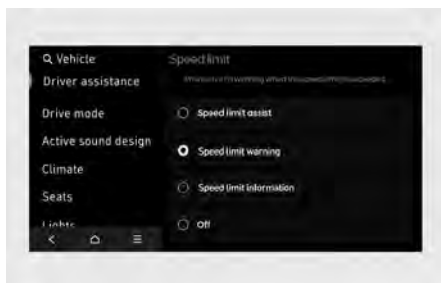 Vehicle
Speed limit
Driver assistance
Drive mode
Speed limit assist
Active sound design
Speed limit warning
Climate
Speed limit information
Seats
Lights
Off